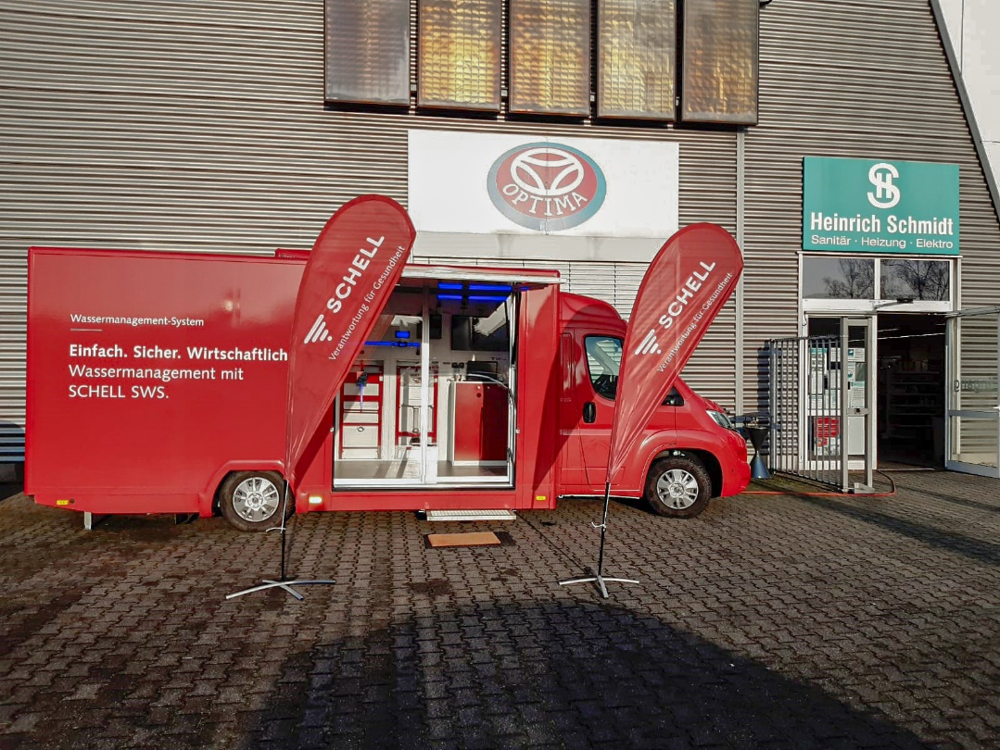 OPTIMA
SH
Heinrich Schmidt
Sanitär · Heizung · Elektro
Wassermanagement-System
Einfach. Sicher. Wirtschaftlich
Wassermanagement mit
SCHELL SWS.
SCHELL
Verantwortung für Gesundheit
SCHELL
Verantwortung für Gesundheit